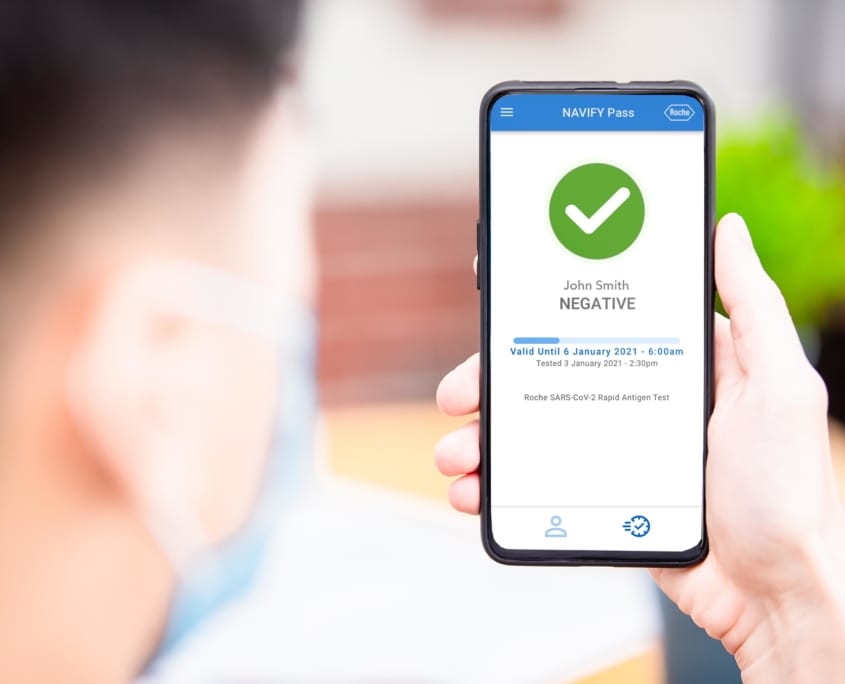 NAVIFY Pass
Roche
John Smith
NEGATIVE
Valid Until 6 January 2021 - 6:00am
Tested 3 January 2021 - 2:30pm
Roche SARS-CoV-2 Rapid Antigen Test